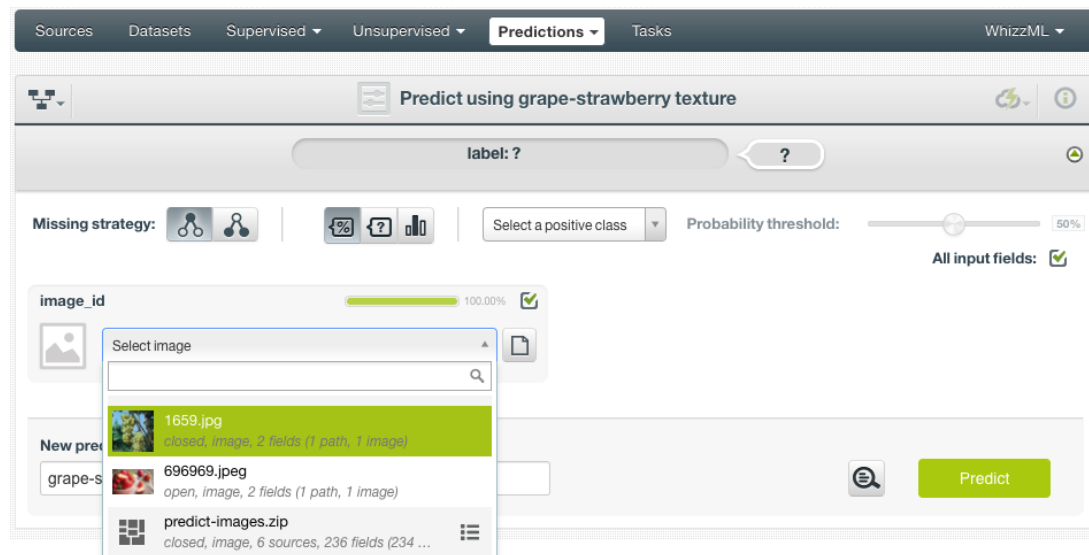 Sources Datasets Supervised Unsupervised Predictions Tasks WhizzML
Predict using grape-strawberry texture
label: ? ?
Missing strategy: % ? Select a positive class Probability threshold: 50%
All input fields:
image_id 100.00%
Select image
1659.jpg
closed, image, 2 fields (1 path, 1 image)
New pred
696969.jpeg
grape-s
open, image, 2 fields (1 path, 1 image)
Predict
predict-images.zip
closed, image, 6 sources, 236 fields (234 ...